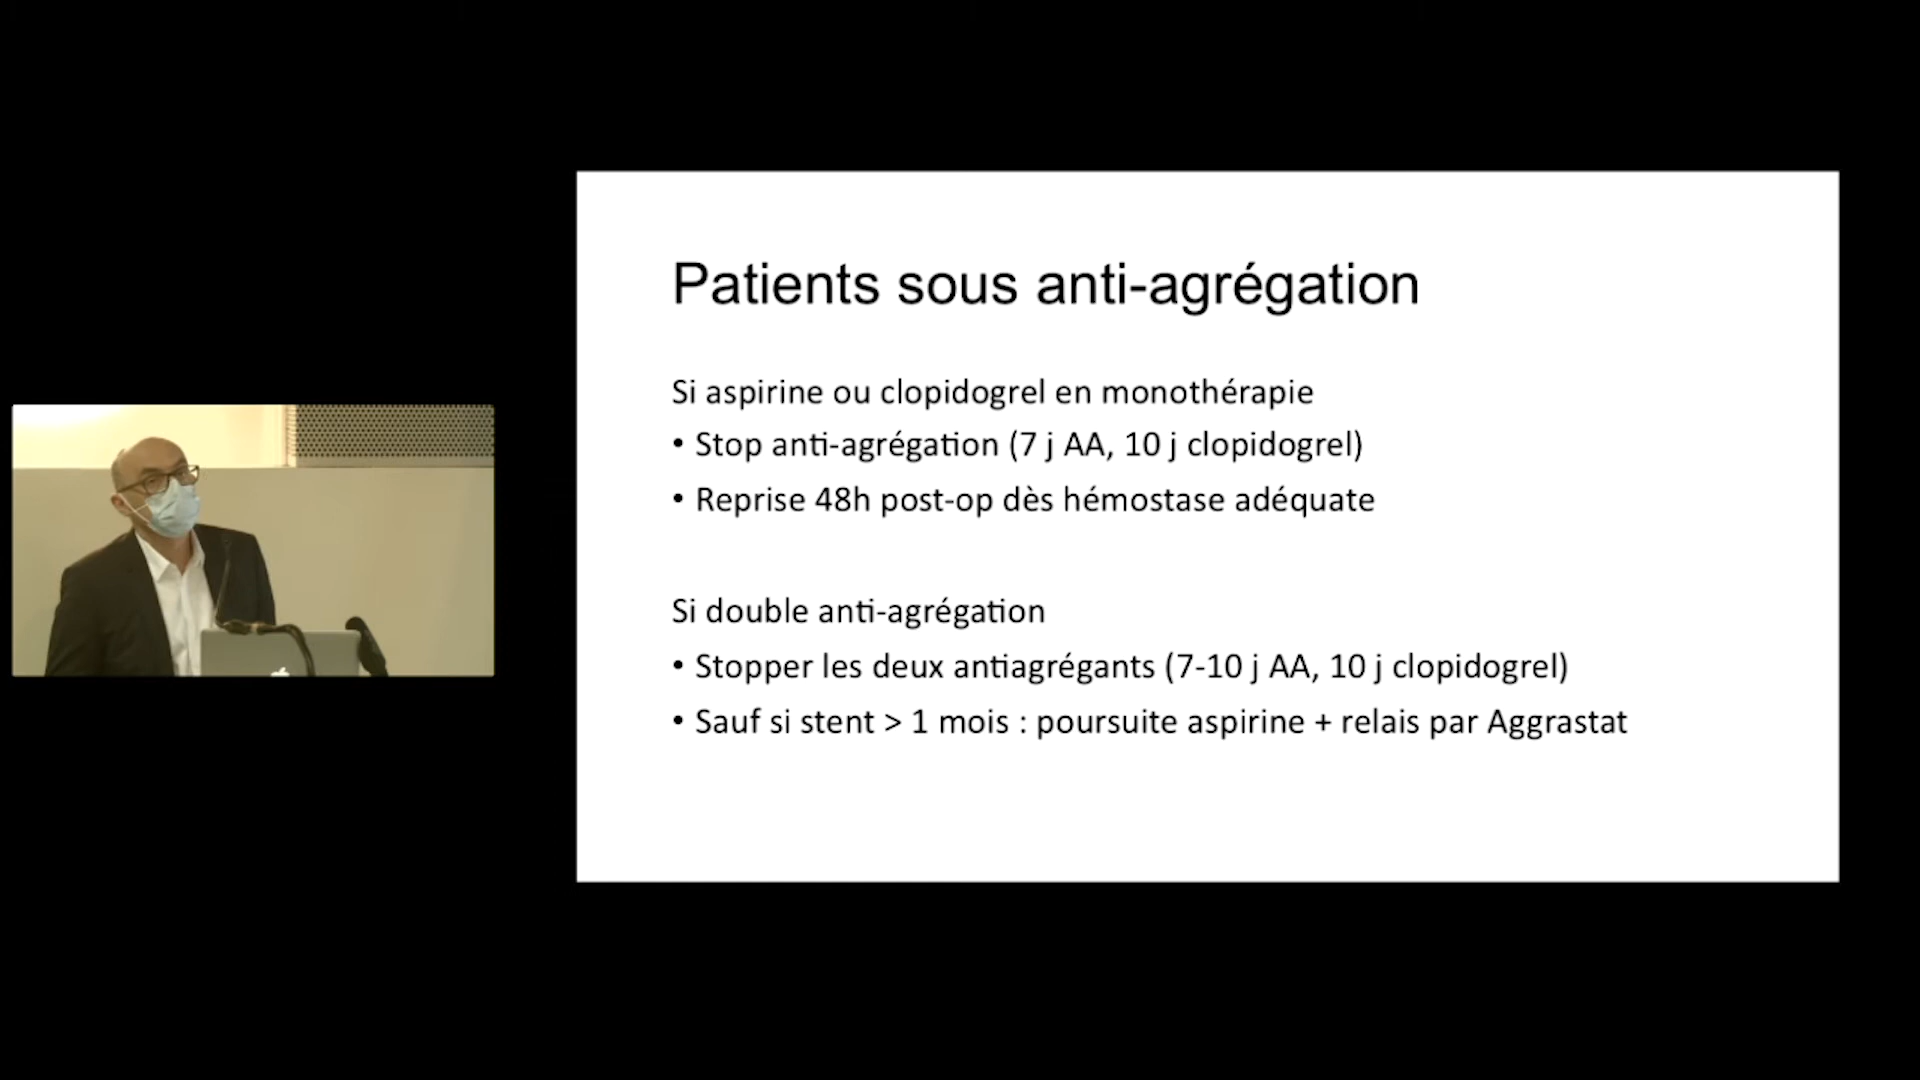 Patients sous anti-agrégation
Si aspirine ou clopidogrel en monothérapie
• Stop anti-agrégation (7 j AA, 10 j clopidogrel)
• Reprise 48h post-op dès hémostase adéquate
Si double anti-agrégation
• Stopper les deux antiagrégants (7-10 j AA, 10 j clopidogrel)
• Sauf si stent > 1 mois : poursuite aspirine + relais par Aggrastat